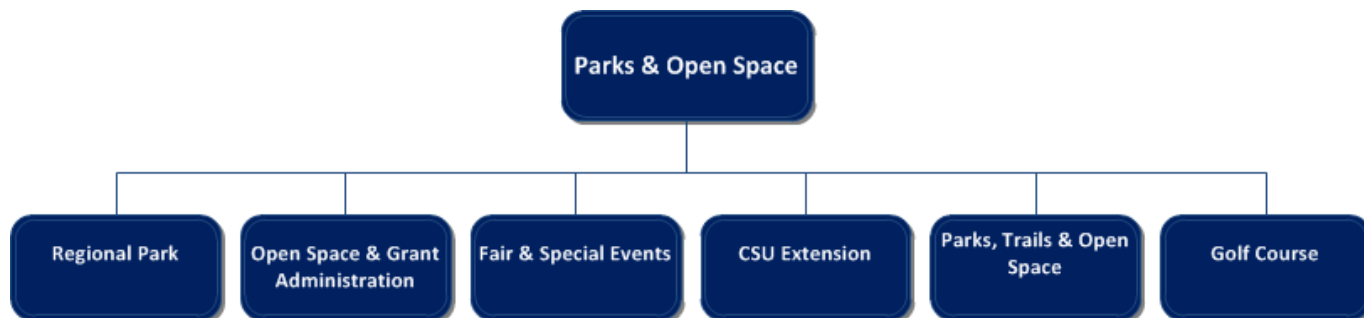 Parks & Open Space
Regional Park
Open Space & Grant
Administration
Fair & Special Events
CSU Extension
Parks, Trails & Open
Space
Golf Course